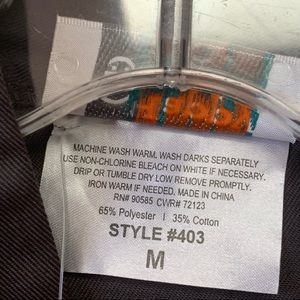 MACHINE WASH WARM, WASH DARKS SEPARATELY
USE NON-CHLORINE BLEACH ON WHITE IF NECESSARY.
DRIP OR TUMBLE DRY LOW REMOVE PROMPTLY.
IRON WARM IF NEEDED. MADE IN CHINA
RN# 90585 CWR# 72123
65% Polyester | 35% Cotton
STYLE #403
M